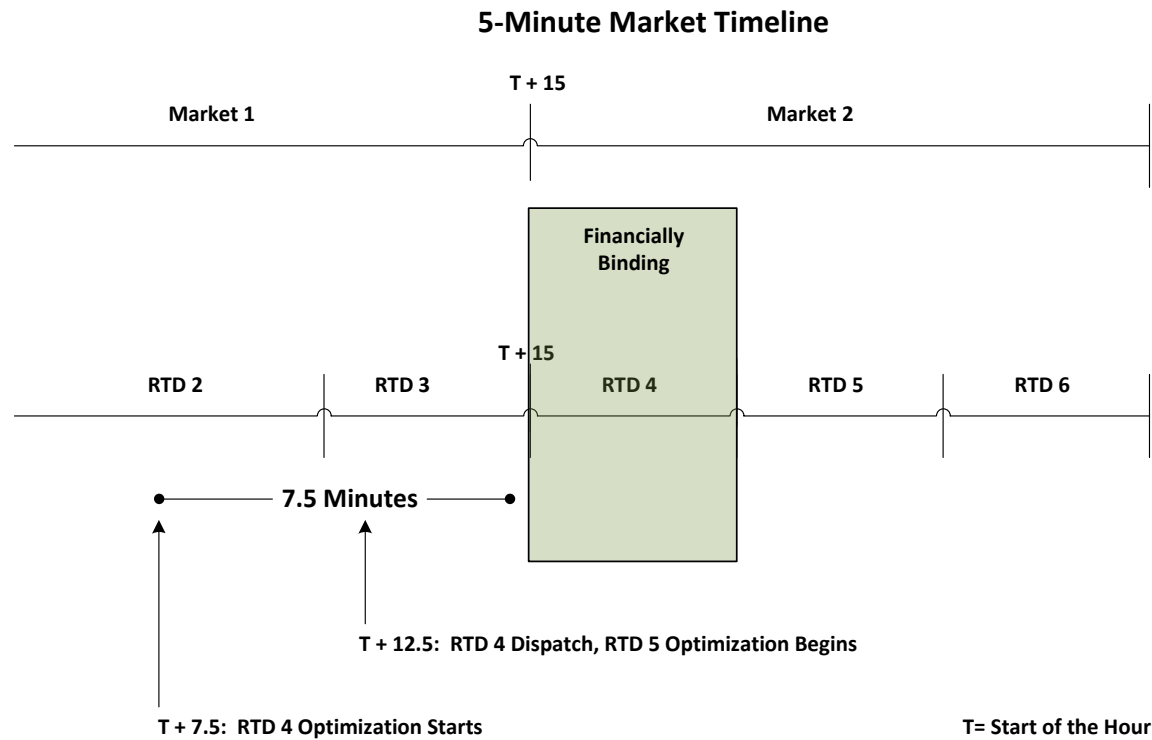 5-Minute Market Timeline
T + 15
Market 1
Market 2
Financially
Binding
T + 15
RTD 2
RTD 3
RTD 4
RTD 5
RTD 6
7.5 Minutes
T + 12.5:  RTD 4 Dispatch, RTD 5 Optimization Begins
T + 7.5:  RTD 4 Optimization Starts
T= Start of the Hour